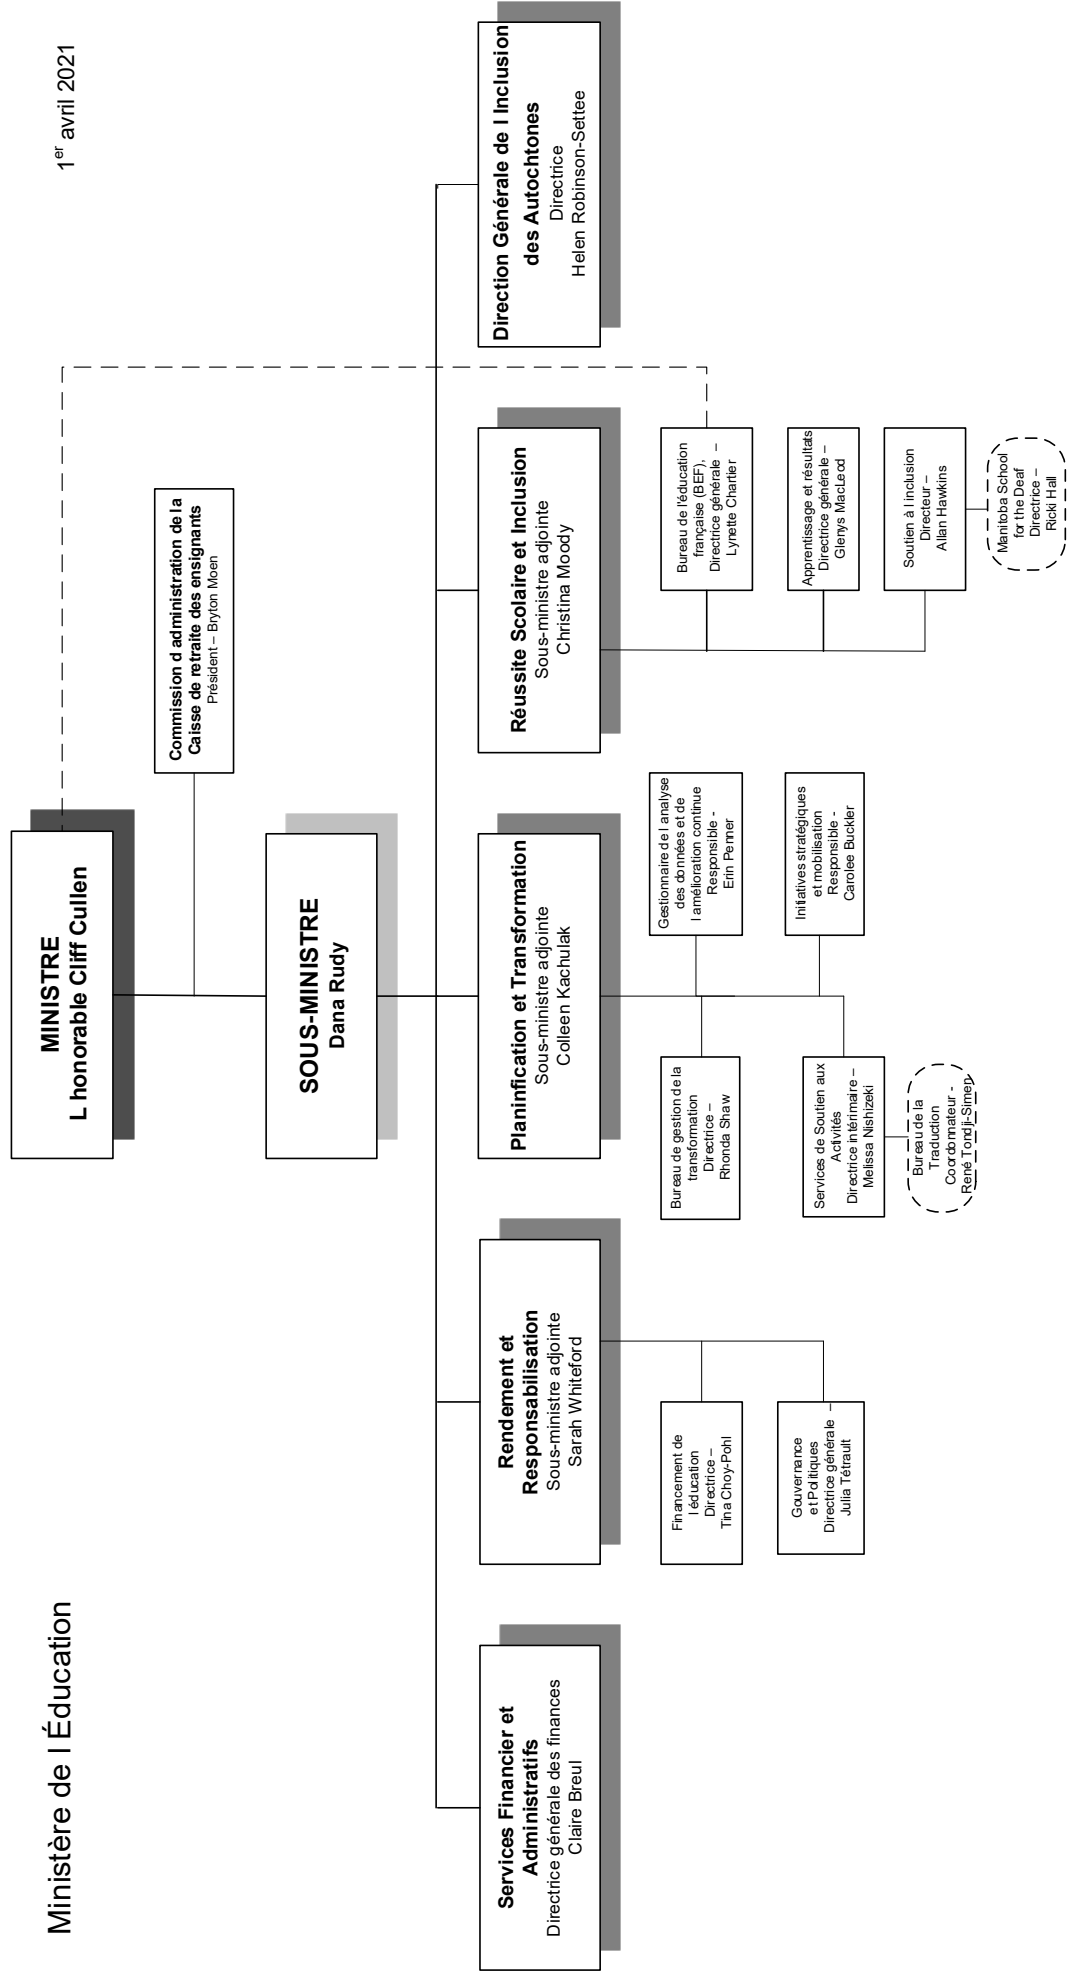 Ministère de l Éducation
1er avril 2021
MINISTRE
L honorable Cliff Cullen
Commission d administration de la
Caisse de retraite des ensignants
Président – Bryton Moen
SOUS-MINISTRE
Dana Rudy
Services Financier et
Administratifs
Directrice générale des finances
Claire Breul
Rendement et
Responsabilisation
Sous-ministre adjointe
Sarah Whiteford
Planinfication et Transformation
Sous-ministre adjointe
Colleen Kachulak
Réussite Scolaire et Inclusion
Sous-ministre adjointe
Christina Moody
Direction Générale de l Inclusion
des Autochtones
Directrice
Helen Robinson-Settee
Financement de
l éducation
Directrice –
Tina Choy-Pohl
Gouvernance
et Politiques
Directrice générale –
Julia Tétrault
Bureau de gestion de la
transformation
Directrice –
Rhonda Shaw
Services de Soutien aux
Activités
Directrice intérimaire –
Melissa Nishizeki
Bureau de la
Traduction
Coordonnateur -
René Tondji-Simen
Gestionnaire de l analyse
des données et de
l amélioration continue
Responsible -
Erin Penner
Initiatives stratégiques
et mobilisation
Responsible -
Carolee Buckler
Bureau de l'éducation
française (BEF),
Directrice générale –
Lynette Chartier
Apprentissage et résultats
Directrice générale –
Glenys MacLeod
Soutien à l inclusion
Directeur –
Allan Hawkins
Manitoba School
for the Deaf
Directrice –
Ricki Hall